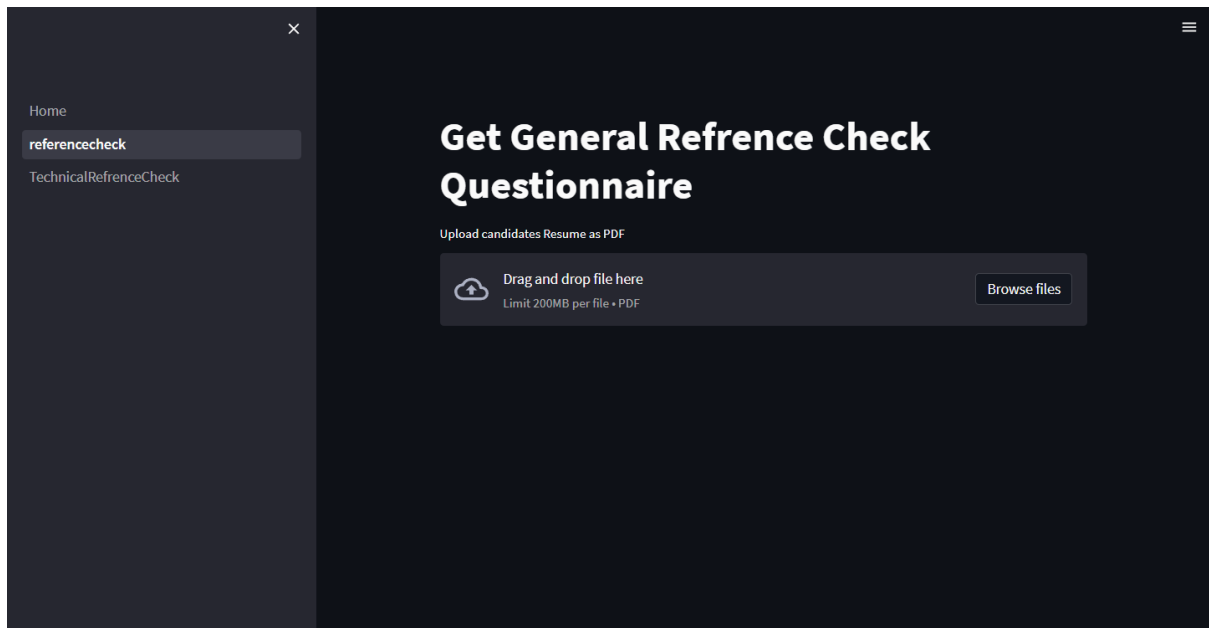 Home
referencecheck
TechnicalRefrenceCheck
Get General Refrence Check
Questionnaire
Upload candidates Resume as PDF
Drag and drop file here
Limit 200MB per file • PDF
Browse files